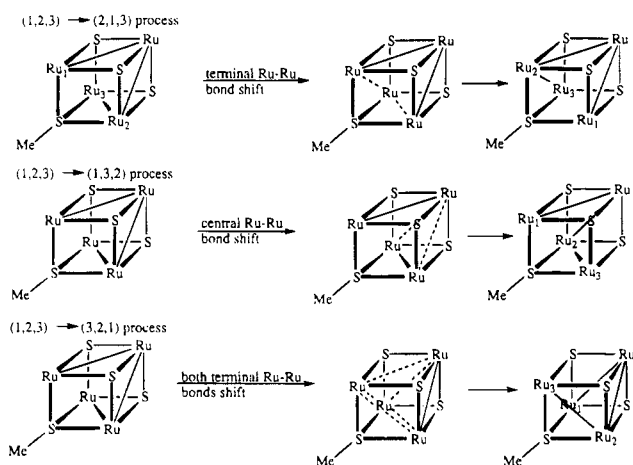 (1,2,3) → (2,1,3) process
S Ru
Ru₁ S S
Ru₃
S Ru₂
Me
terminal Ru-Ru
bond shift
S Ru
Ru S
Ru S
S Ru
Me
S Ru
Ru₂ S
Ru₃ S
S Ru₁
Me
(1,2,3) → (1,3,2) process
S Ru
Ru S
Ru S
S Ru
Me
central Ru-Ru
bond shift
S Ru
Ru S
Ru S
S Ru
Me
S Ru
Ru₁ S
Ru₂ S
S Ru₃
Me
(1,2,3) → (3,2,1) process
S Ru
Ru S
Ru S
S Ru
Me
both terminal Ru-Ru
bonds shift
S Ru
Ru S
Ru S
S Ru
Me
S Ru
Ru₃ S
Ru₁ S
S Ru₂
Me